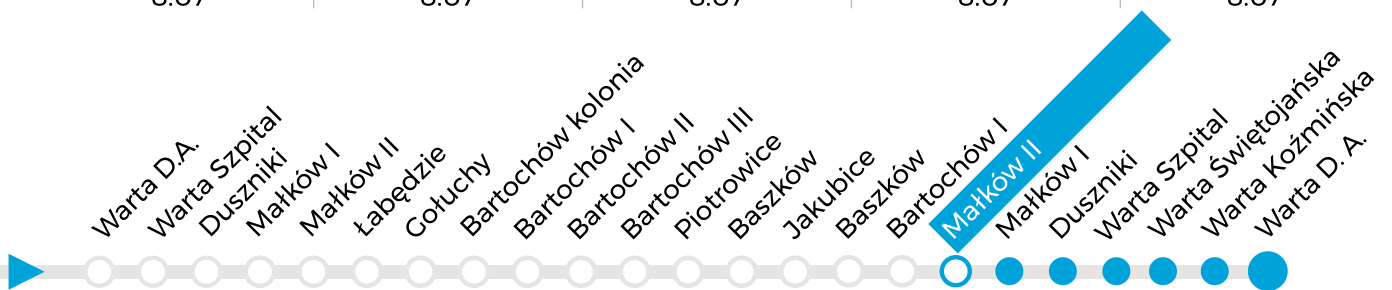 Warta D.A.
Warta Szpital
Duszniki
Małków I
Małków II
Łabędzie
Gołuchy
Bartochów kolonia
Bartochów I
Bartochów II
Bartochów III
Piotrowice
Baszków
Jakubice
Baszków
Bartochów I
Małków II
Małków I
Duszniki
Warta Szpital
Warta Świętojańska
Warta Koźmińska
Warta D. A.